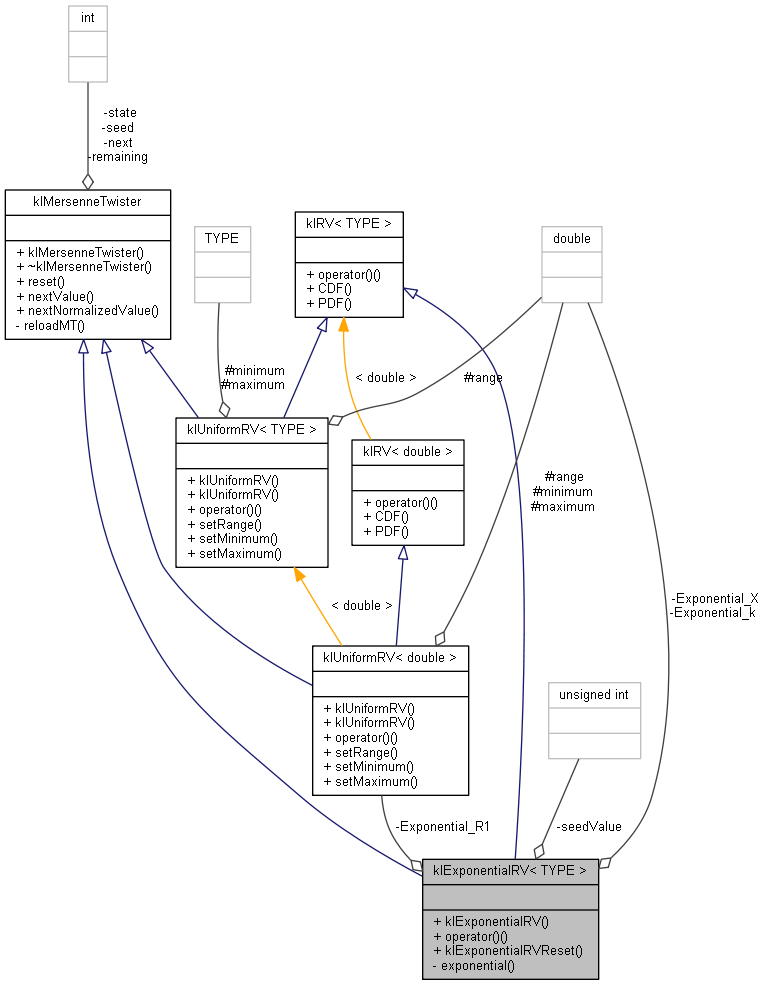 int
-state
-seed
-next
-remaining
klMersenneTwister
+ klMersenneTwister()
+ ~klMersenneTwister()
+ reset()
+ nextValue()
+ nextNormalizedValue()
- reloadMT()
TYPE
klRV< TYPE >
+ operator()()
+ CDF()
+ PDF()
double
#minimum
#maximum
< double >
#range
klUniformRV< TYPE >
+ klUniformRV()
+ klUniformRV()
+ operator()()
+ setRange()
+ setMinimum()
+ setMaximum()
klRV< double >
+ operator()()
+ CDF()
+ PDF()
#range
#minimum
#maximum
< double >
-Exponential_X
-Exponential_k
klUniformRV< double >
+ klUniformRV()
+ klUniformRV()
+ operator()()
+ setRange()
+ setMinimum()
+ setMaximum()
unsigned int
-Exponential_R1
-seedValue
klExponentialRV< TYPE >
+ klExponentialRV()
+ operator()()
+ klExponentialRVReset()
- exponential()